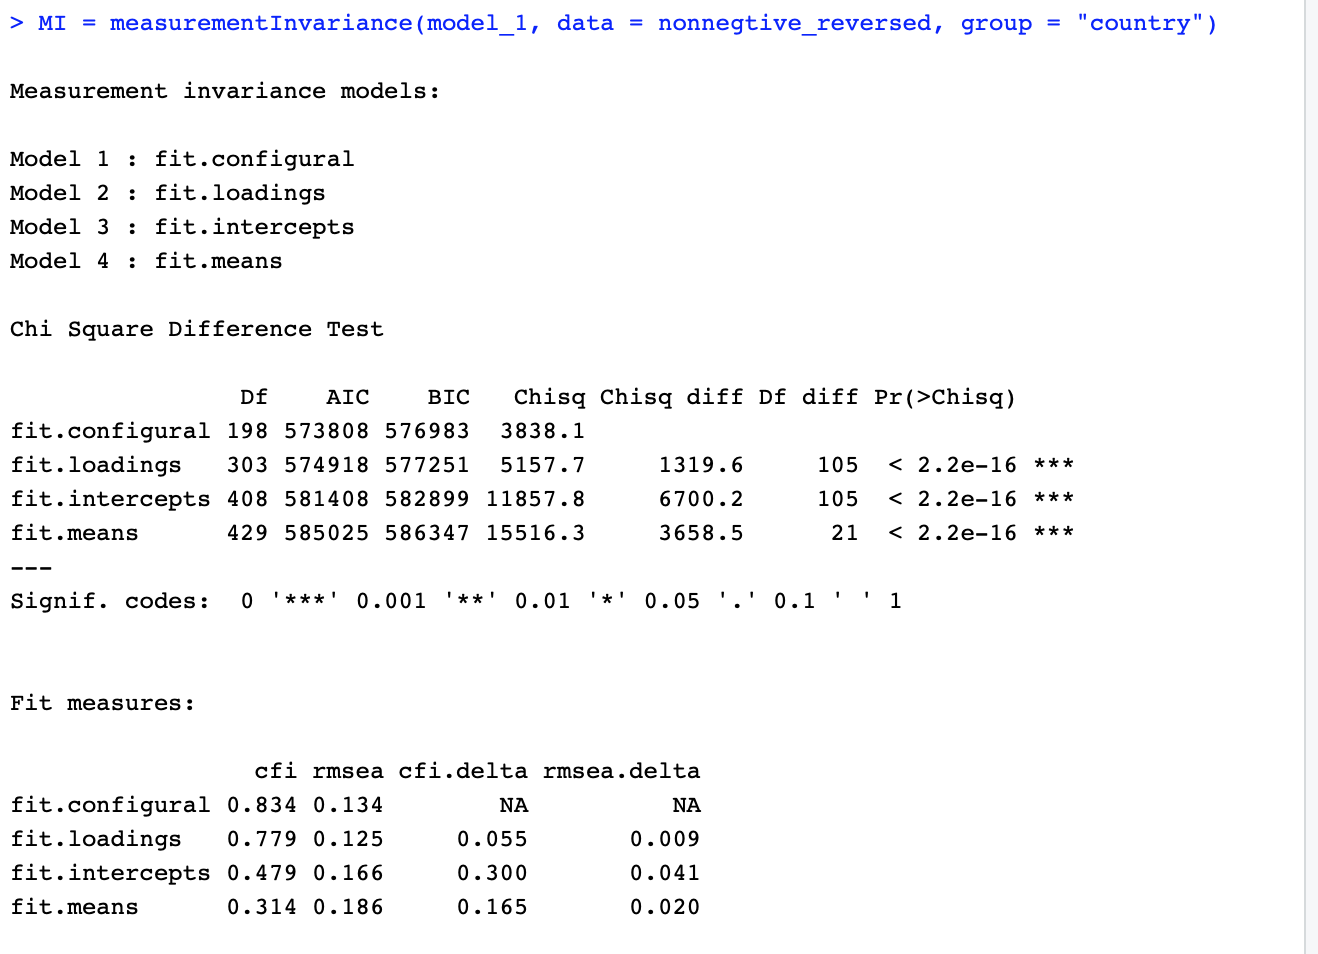 > MI = measurementInvariance(model_1, data = nonnegtive_reversed, group = "country")
Measurement invariance models:
Model 1 : fit.configural
Model 2 : fit.loadings
Model 3 : fit.intercepts
Model 4 : fit.means
Chi Square Difference Test
Df AIC BIC Chisq Chisq diff Df diff Pr(>Chisq)
fit.configural 198 573808 576983 3838.1
fit.loadings 303 574918 577251 5157.7 1319.6 105 < 2.2e-16 ***
fit.intercepts 408 581408 582899 11857.8 6700.2 105 < 2.2e-16 ***
fit.means 429 585025 586347 15516.3 3658.5 21 < 2.2e-16 ***
---
Signif. codes: 0 '***' 0.001 '**' 0.01 '*' 0.05 '.' 0.1 ' ' 1
Fit measures:
cfi rmsea cfi.delta rmsea.delta
fit.configural 0.834 0.134 NA NA
fit.loadings 0.779 0.125 0.055 0.009
fit.intercepts 0.479 0.166 0.300 0.041
fit.means 0.314 0.186 0.165 0.020